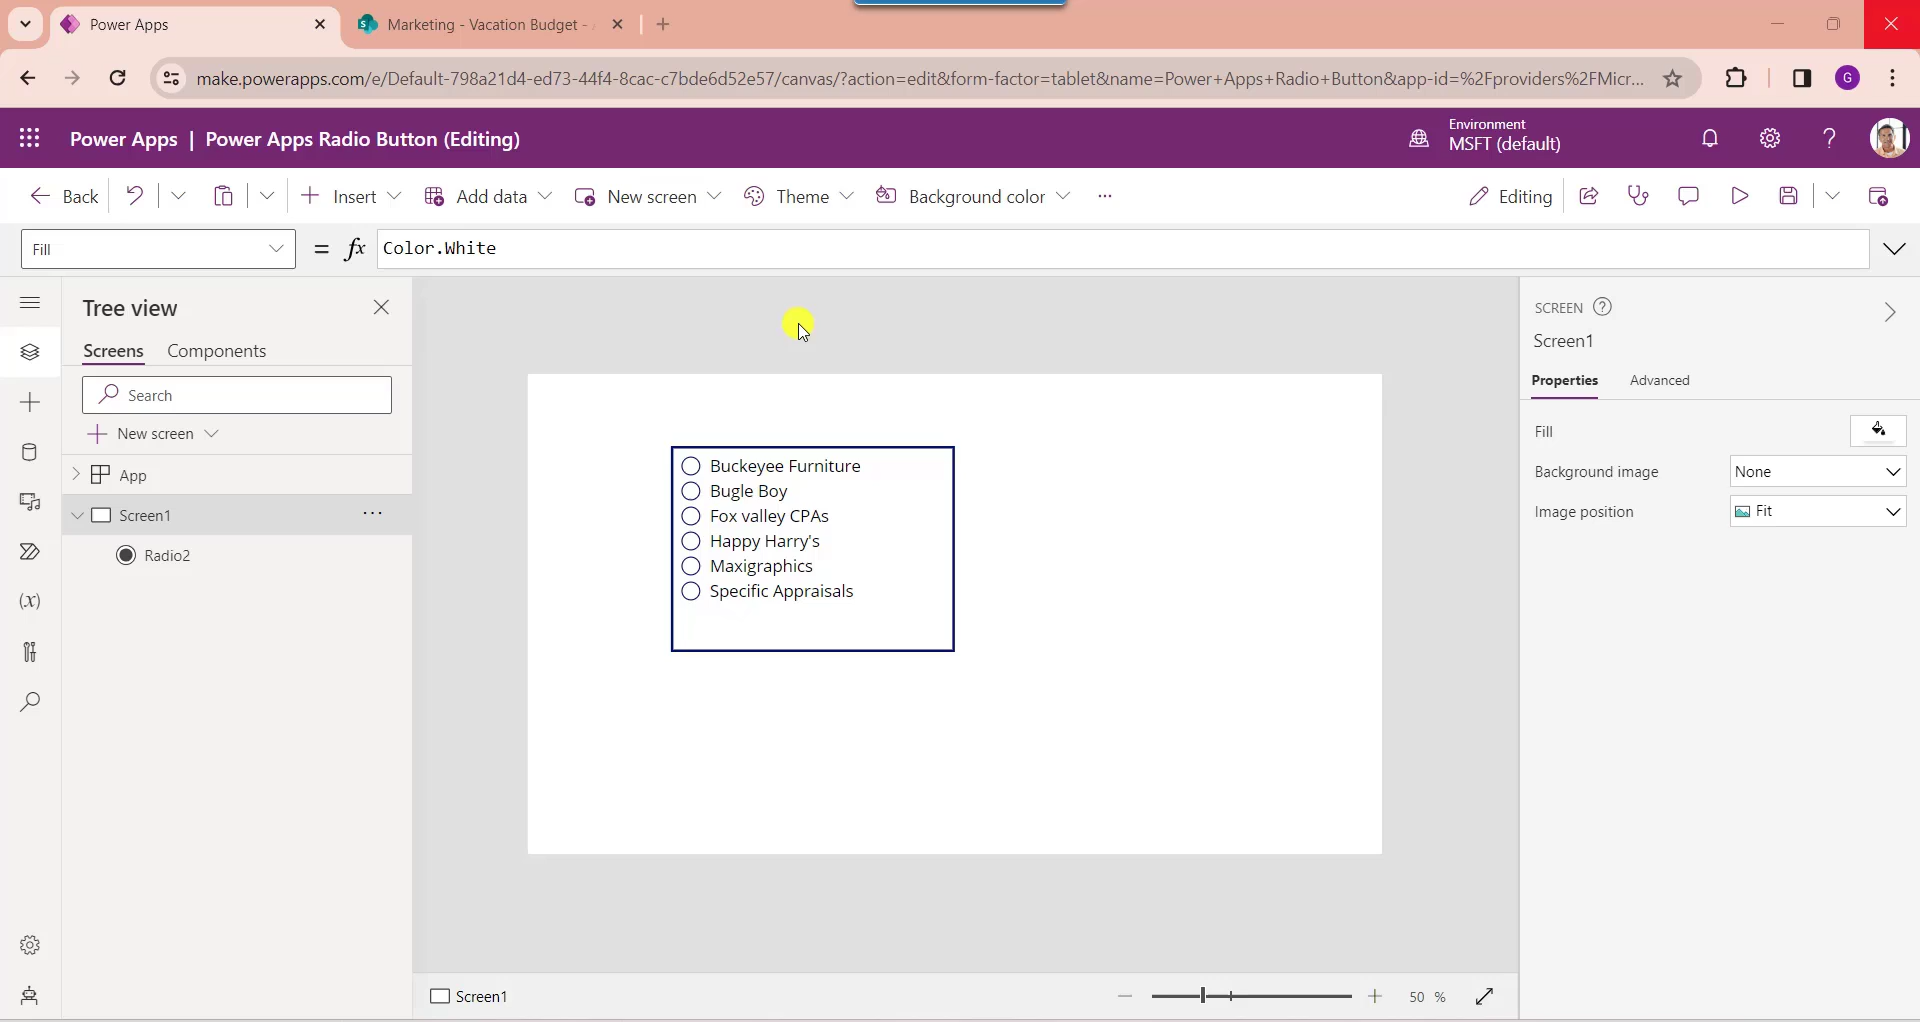 Power Apps
Marketing - Vacation Budget -
make.powerapps.com/e/Default-798a21d4-ed73-44f4-8cac-c7bde6d52e57/canvas/?action=edit&form-factor=tablet&name=Power+Apps+Radio+Button&app-id=%2Fproviders%2FMicr...
G
Power Apps | Power Apps Radio Button (Editing)
Environment
MSFT (default)
Back
Insert
Add data
New screen
Theme
Background color
...
Editing
Fill
= fx
Color.White
Tree view
Screens
Components
Search
New screen
App
Screen1
...
Radio2
(x)
Buckeyee Furniture
Bugle Boy
Fox valley CPAs
Happy Harry's
Maxigraphics
Specific Appraisals
SCREEN
Screen1
Properties
Advanced
Fill
Background image
None
Image position
Fit
Screen1
50 %